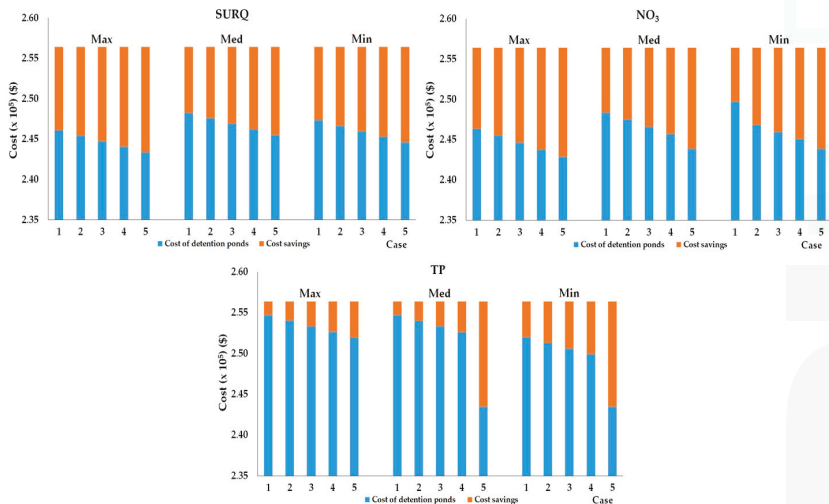 SURQ
Cost (x 10⁵) ($)
2.60
2.55
2.50
2.45
2.40
2.35
Max Med Min
1 2 3 4 5 1 2 3 4 5 1 2 3 4 5
Cost of detention ponds Cost savings Case
NO₃
Cost (x 10⁵) ($)
2.60
2.55
2.50
2.45
2.40
2.35
Max Med Min
1 2 3 4 5 1 2 3 4 5 1 2 3 4 5
Cost of detention ponds Cost savings Case
TP
Cost (x 10⁵) ($)
2.60
2.55
2.50
2.45
2.40
2.35
Max Med Min
1 2 3 4 5 1 2 3 4 5 1 2 3 4 5
Cost of detention ponds Cost savings Case